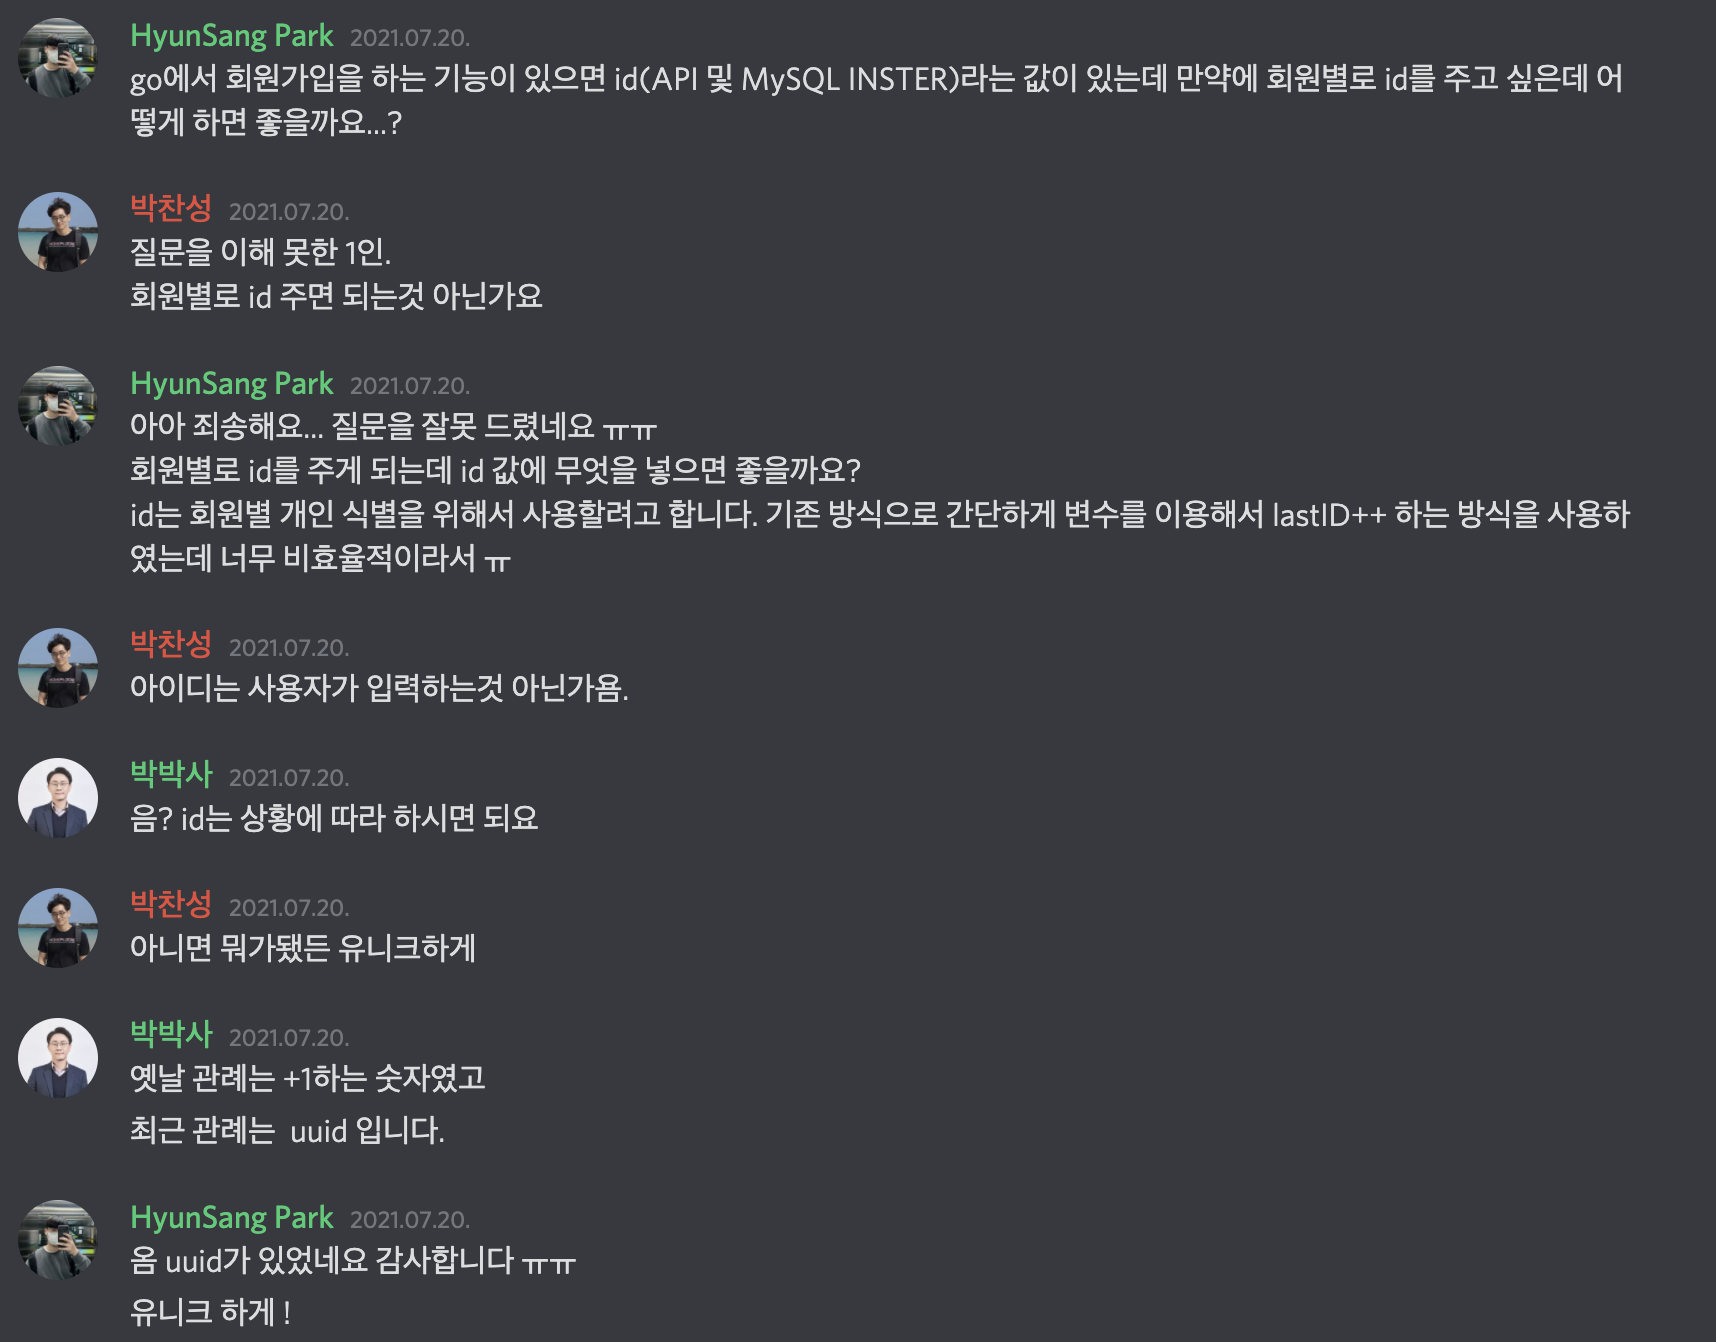 HyunSang Park 2021.07.20.
go에서 회원가입을 하는 기능이 있으면 id(API 및 MySQL INSTER)라는 값이 있는데 만약에 회원별로 id를 주고 싶은데 어
떻게 하면 좋을까요...?
박찬성 2021.07.20.
질문을 이해 못한 1인.
회원별로 id 주면 되는것 아닌가요
HyunSang Park 2021.07.20.
아아 죄송해요... 질문을 잘못 드렸네요 ㅠㅠ
회원별로 id를 주게 되는데 id 값에 무엇을 넣으면 좋을까요?
id는 회원별 개인 식별을 위해서 사용할려고 합니다. 기존 방식으로 간단하게 변수를 이용해서 lastID++ 하는 방식을 사용하
였는데 너무 비효율적이라서 ㅠ
박찬성 2021.07.20.
아이디는 사용자가 입력하는것 아닌가욤.
박박사 2021.07.20.
음? id는 상황에 따라 하시면 되요
박찬성 2021.07.20.
아니면 뭐가됐든 유니크하게
박박사 2021.07.20.
옛날 관례는 +1하는 숫자였고
최근 관례는  uuid 입니다.
HyunSang Park 2021.07.20.
옴 uuid가 있었네요 감사합니다 ㅠㅠ
유니크 하게 !